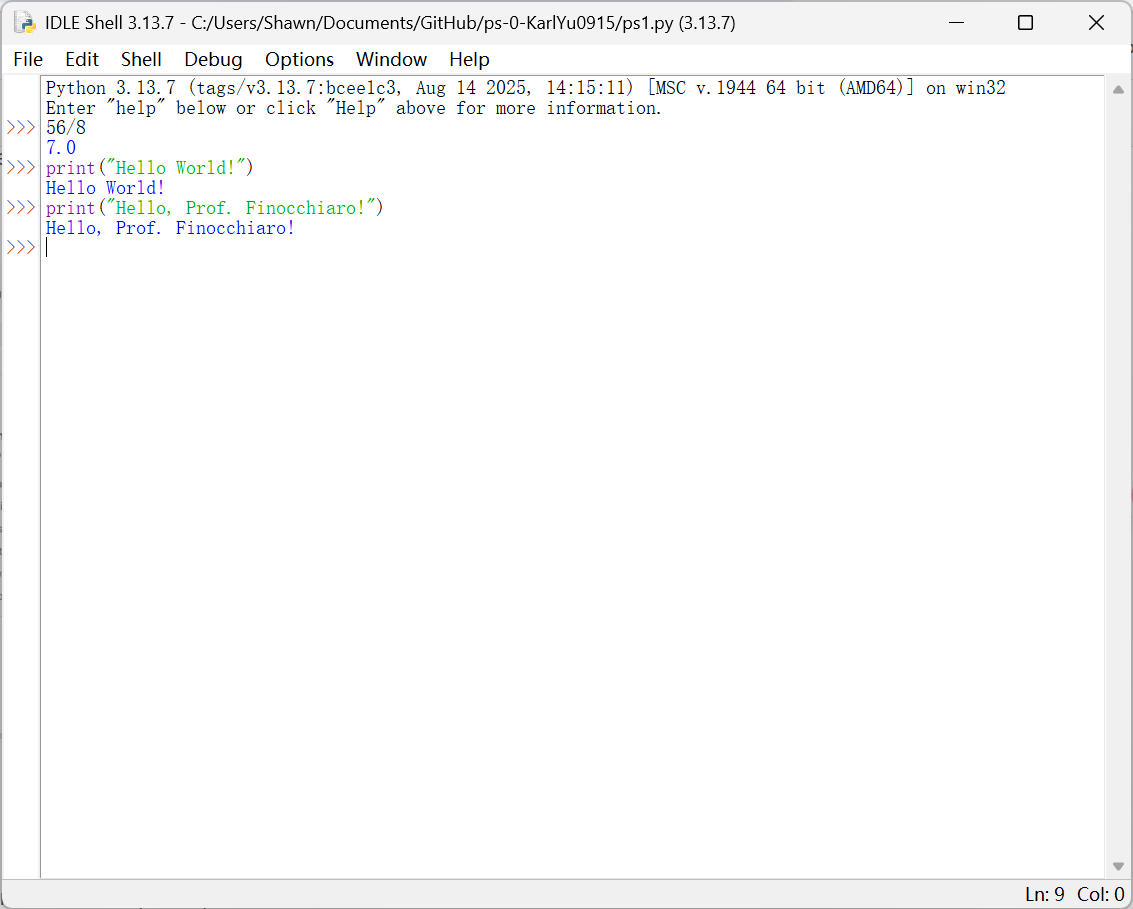 IDLE Shell 3.13.7 - C:/Users/Shawn/Documents/GitHub/ps-0-KarlYu0915/ps1.py (3.13.7)
File Edit Shell Debug Options Window Help
Python 3.13.7 (tags/v3.13.7:bcee1c3, Aug 14 2025, 14:15:11) [MSC v.1944 64 bit (AMD64)] on win32
Enter "help" below or click "Help" above for more information.
>>> 56/8
7.0
>>> print("Hello World!")
Hello World!
>>> print("Hello, Prof. Finocchiaro!")
Hello, Prof. Finocchiaro!
>>>
Ln: 9 Col: 0